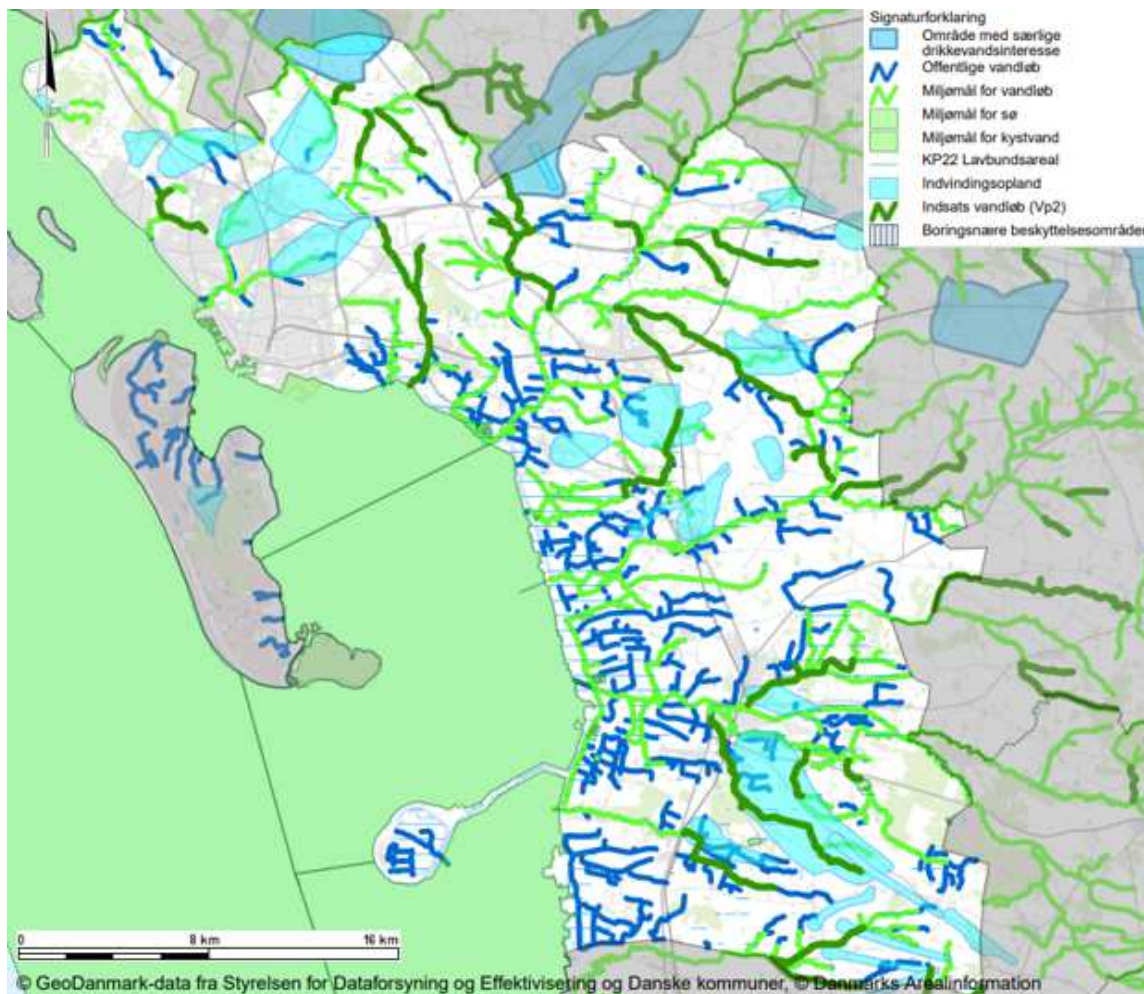 Signaturforklaring
Område med særlige
drikkevandsinteresse
Offentlige vandløb
Miljømål for vandløb
Miljømål for sø
Miljømål for kystvand
KP22 Lavbundsareal
Indvindingsopland
Indsats vandløb (Vp2)
Boringsnære beskyttelsesområder
0 8 km 16 km
© GeoDanmark-data fra Styrelsen for Dataforsyning og Effektivisering og Danske kommuner, © Danmarks Arealinformation